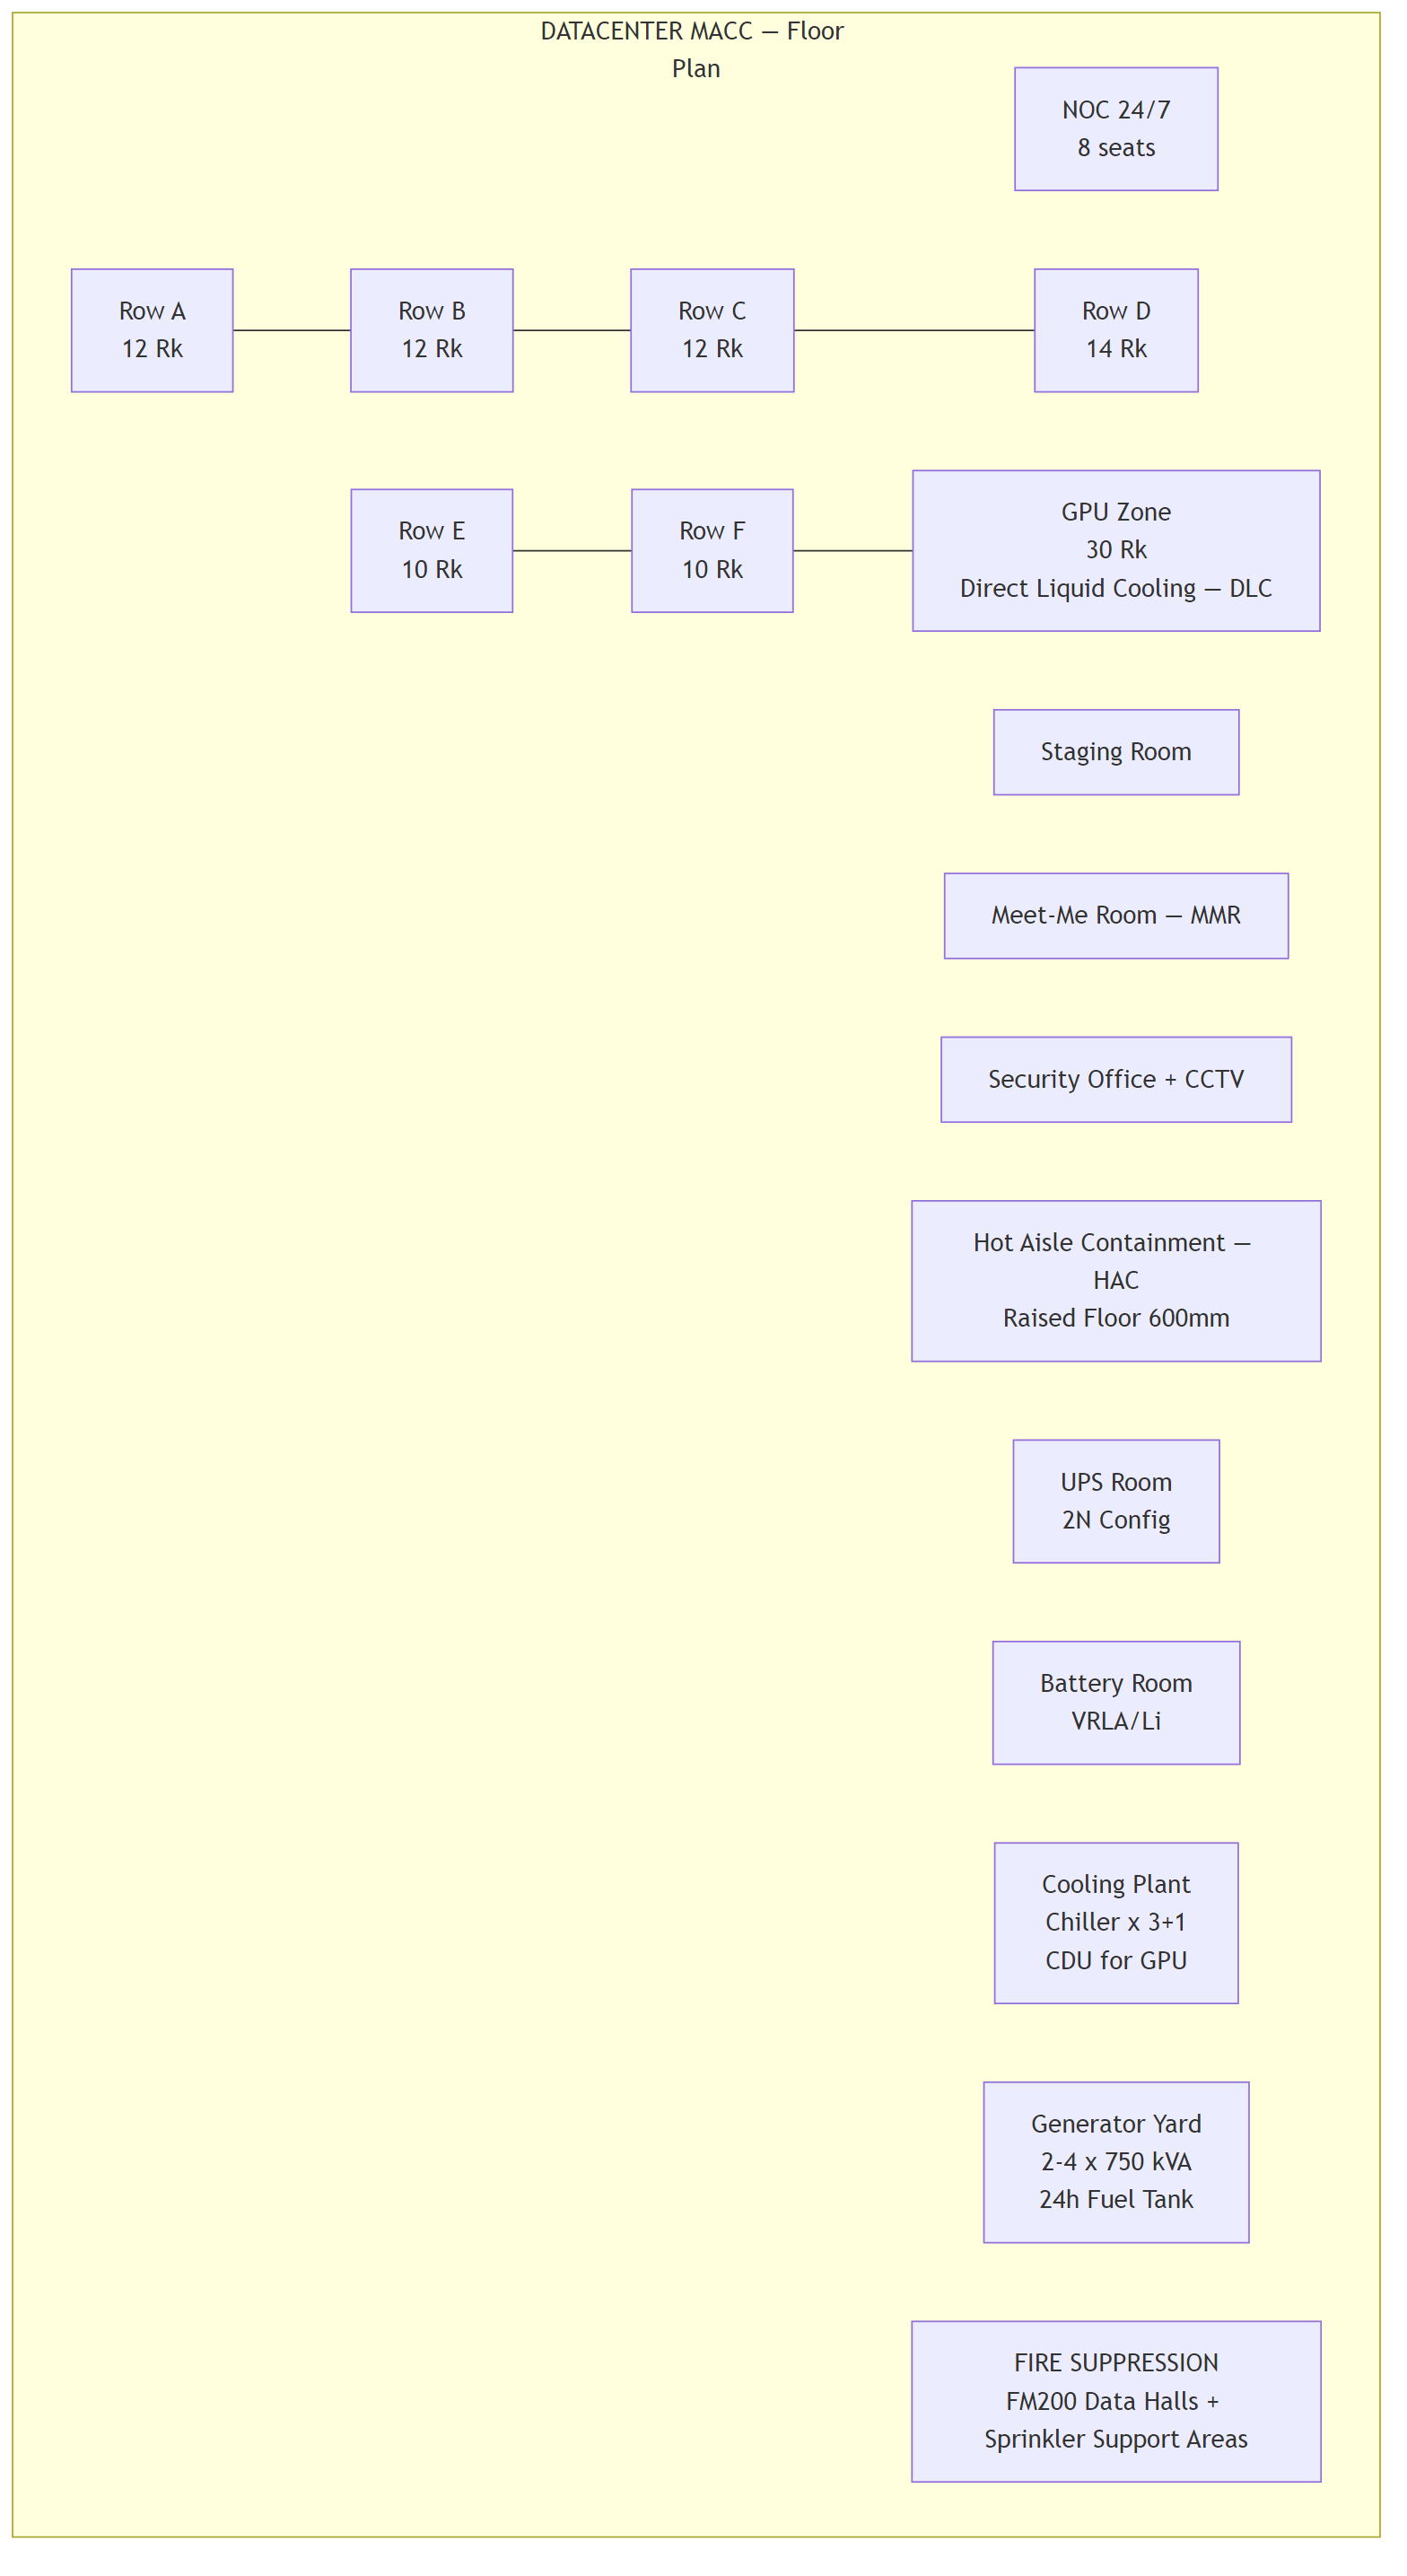 DATACENTER MACC — Floor
Plan
NOC 24/7
8 seats
Row A
12 Rk
Row B
12 Rk
Row C
12 Rk
Row D
14 Rk
Row E
10 Rk
Row F
10 Rk
GPU Zone
30 Rk
Direct Liquid Cooling — DLC
Staging Room
Meet-Me Room — MMR
Security Office + CCTV
Hot Aisle Containment —
HAC
Raised Floor 600mm
UPS Room
2N Config
Battery Room
VRLA/Li
Cooling Plant
Chiller x 3+1
CDU for GPU
Generator Yard
2-4 x 750 kVA
24h Fuel Tank
FIRE SUPPRESSION
FM200 Data Halls +
Sprinkler Support Areas